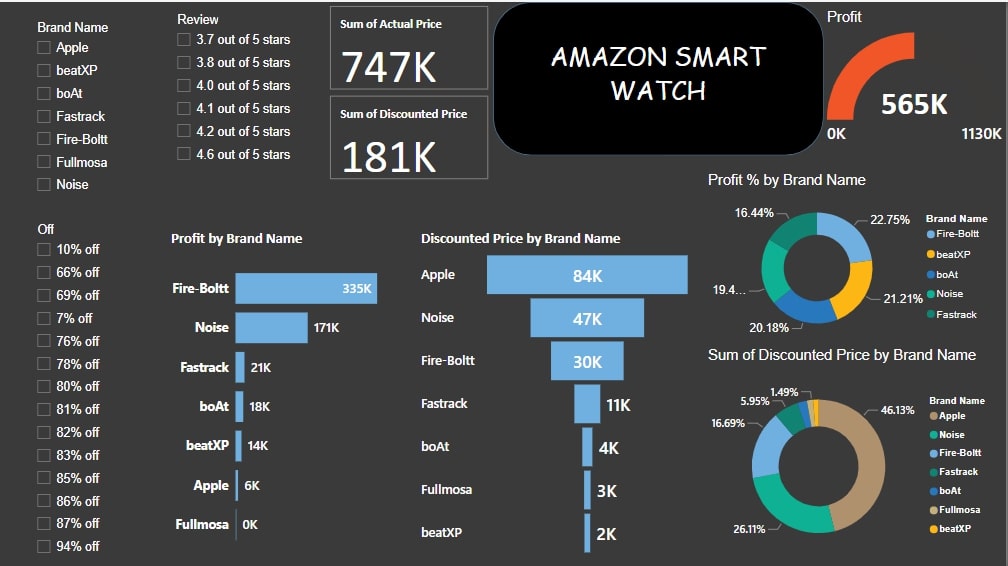 Brand Name
Apple
beatXP
boAt
Fastrack
Fire-Boltt
Fullmosa
Noise
Review
3.7 out of 5 stars
3.8 out of 5 stars
4.0 out of 5 stars
4.1 out of 5 stars
4.2 out of 5 stars
4.6 out of 5 stars
Sum of Actual Price
747K
Sum of Discounted Price
181K
AMAZON SMART
WATCH
Profit
565K
0K
1130K
Off
10% off
66% off
69% off
7% off
76% off
78% off
80% off
81% off
82% off
83% off
85% off
86% off
87% off
94% off
Profit by Brand Name
Fire-Boltt 335K
Noise 171K
Fastrack 21K
boAt 18K
beatXP 14K
Apple 6K
Fullmosa 0K
Discounted Price by Brand Name
Apple 84K
Noise 47K
Fire-Boltt 30K
Fastrack 11K
boAt 4K
Fullmosa 3K
beatXP 2K
Profit % by Brand Name
16.44%
22.75%
19.4...
21.21%
20.18%
Brand Name
Fire-Boltt
beatXP
boAt
Noise
Fastrack
Sum of Discounted Price by Brand Name
1.49%
5.95%
46.13%
16.69%
26.11%
Brand Name
Apple
Noise
Fire-Boltt
Fastrack
boAt
Fullmosa
beatXP